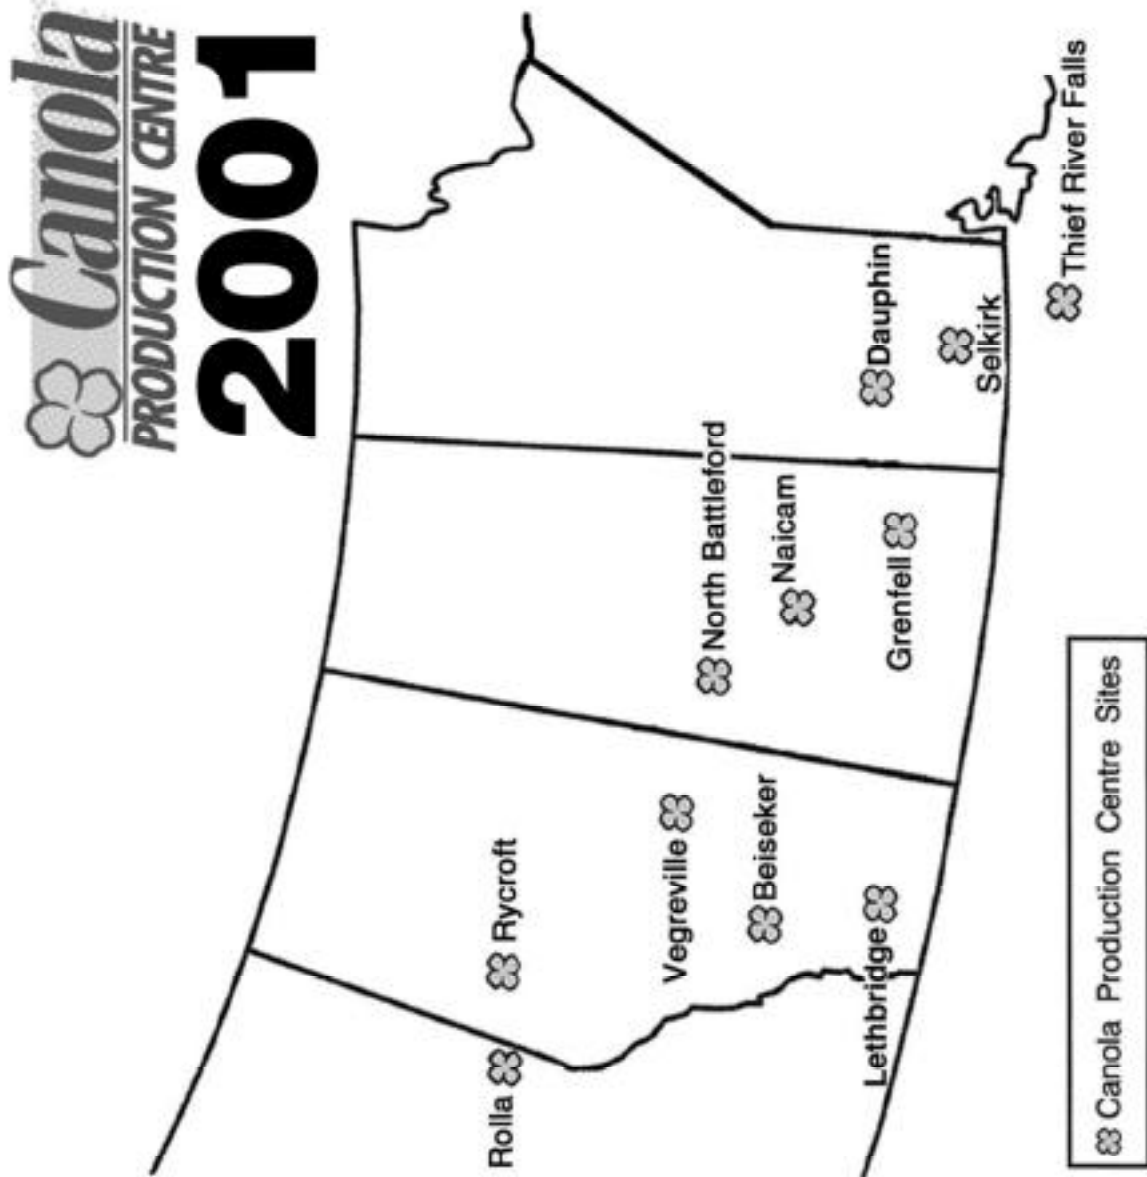 Canola
PRODUCTION CENTRE
2001
Rolla
Rycroft
Vegreville
Beiseker
Lethbridge
North Battleford
Naicam
Grenfell
Dauphin
Selkirk
Thief River Falls
Canola Production Centre Sites